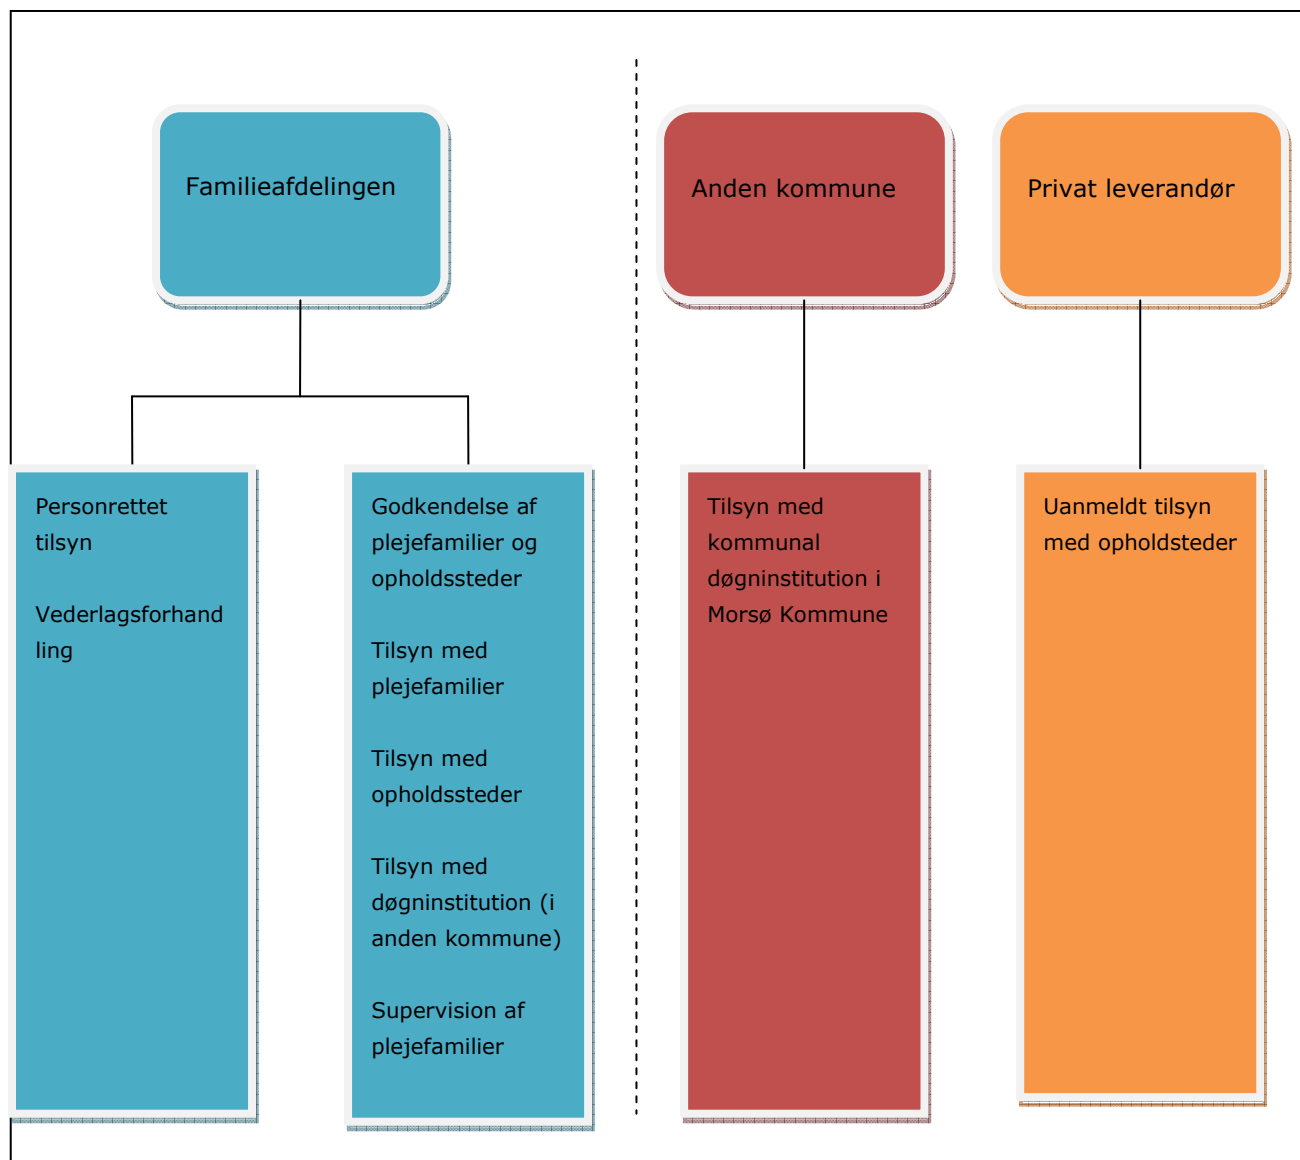 Familieafdelingen
Anden kommune
Privat leverandør
Personrettet
tilsyn
Vederlagsforhand
ling
Godkendelse af
plejefamilier og
opholdssteder
Tilsyn med
plejefamilier
Tilsyn med
opholdssteder
Tilsyn med
døgninstitution (i
anden kommune)
Supervision af
plejefamilier
Tilsyn med
kommunal
døgninstitution i
Morsø Kommune
Uanmeldt tilsyn
med opholdsteder